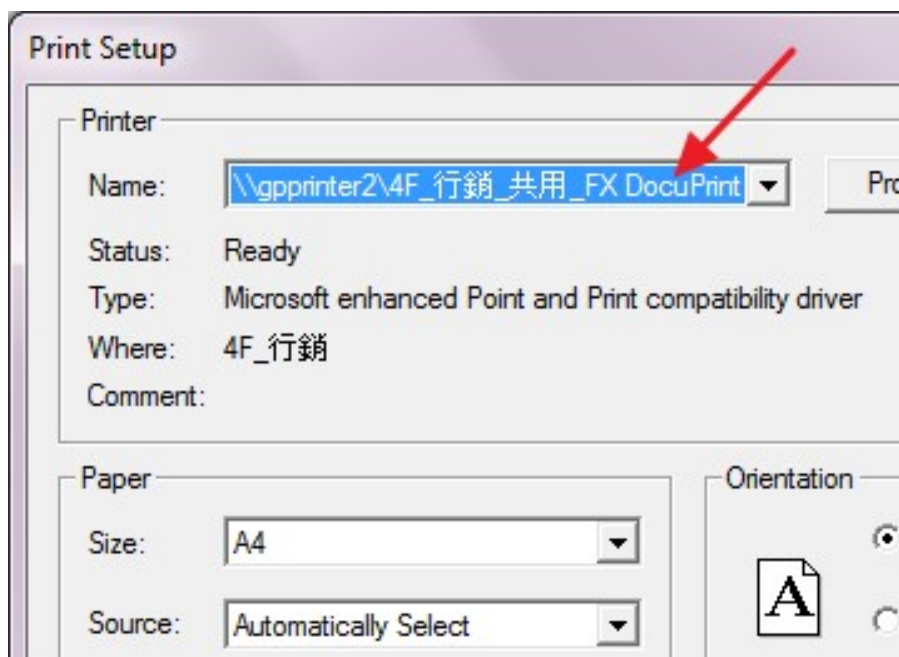 Print Setup
Printer
Name: \\gpprinter2\4F_行銷_共用_FX DocuPrint
Status: Ready
Type: Microsoft enhanced Point and Print compatibility driver
Where: 4F_行銷
Comment:
Paper
Orientation
Size: A4
A
Source: Automatically Select